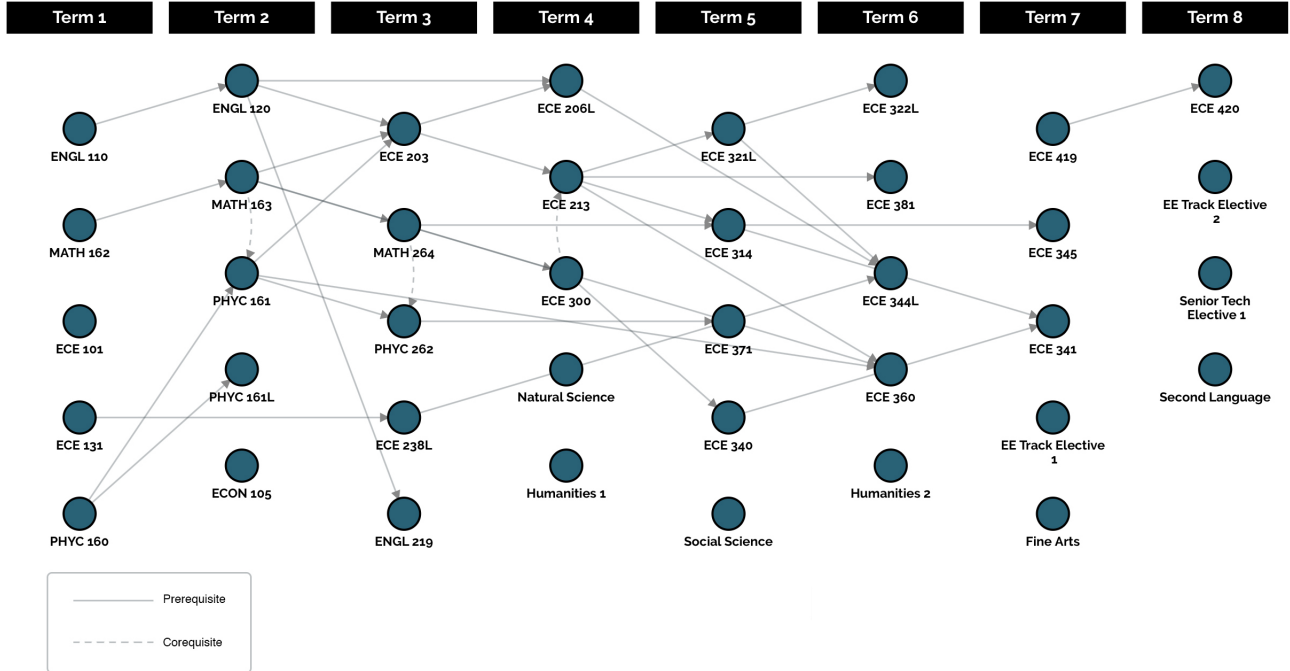 Term 1
Term 2
Term 3
Term 4
Term 5
Term 6
Term 7
Term 8
ENGL 110
MATH 162
ECE 101
ECE 131
PHYC 160
ENGL 120
MATH 163
PHYC 161
PHYC 161L
ECON 105
ECE 203
MATH 264
PHYC 262
ECE 238L
ENGL 219
ECE 206L
ECE 213
ECE 300
Natural Science
Humanities 1
ECE 321L
ECE 314
ECE 371
ECE 340
Social Science
ECE 322L
ECE 381
ECE 344L
ECE 360
Humanities 2
ECE 419
ECE 345
ECE 341
EE Track Elective
1
Fine Arts
ECE 420
EE Track Elective
2
Senior Tech
Elective 1
Second Language
Prerequisite
Corequisite